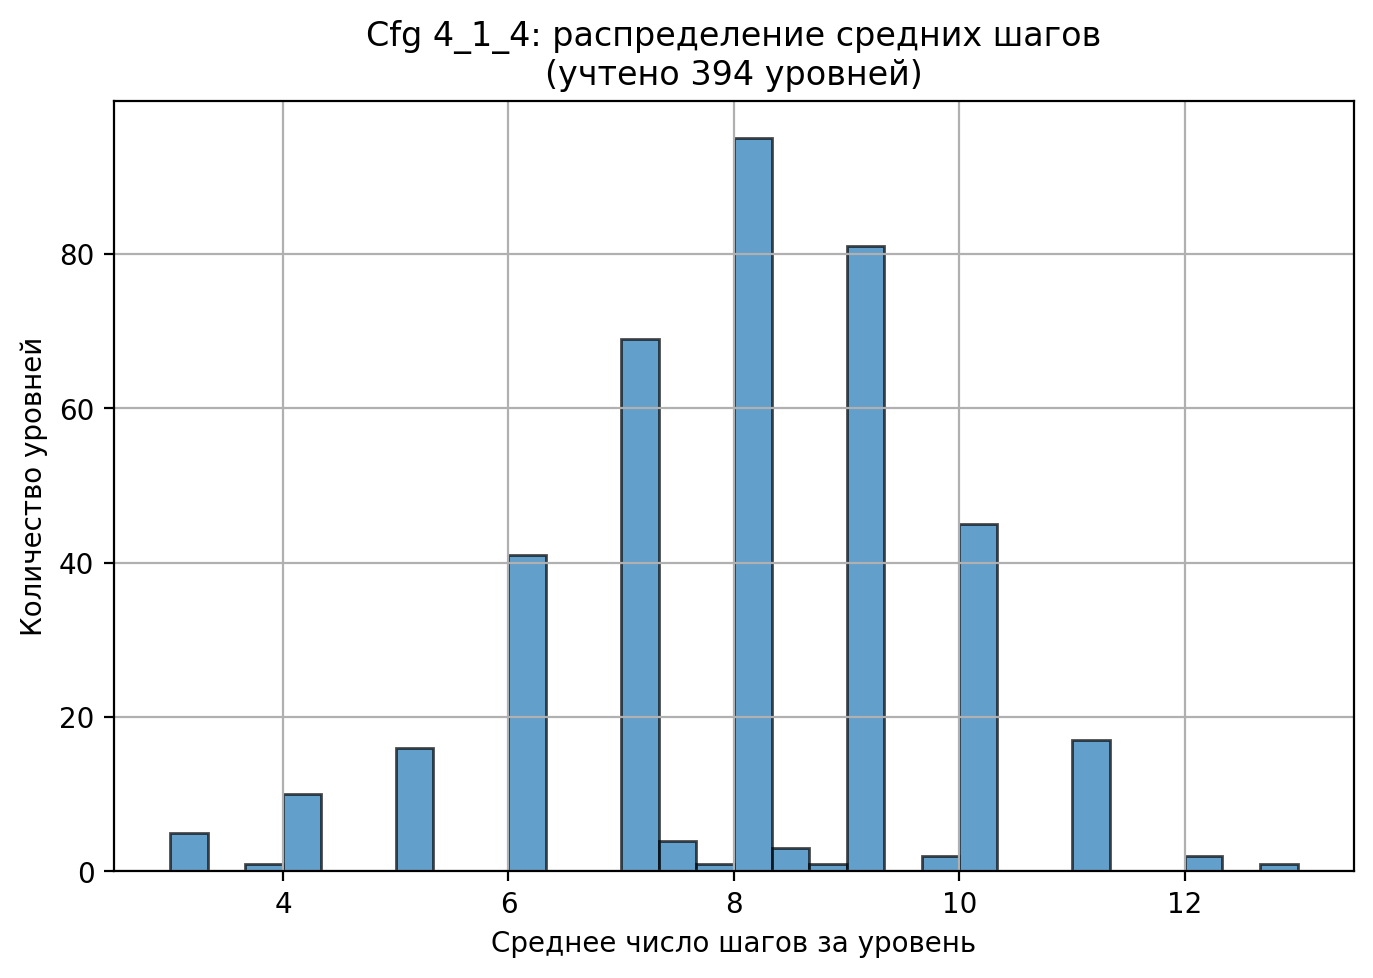 Cfg 4_1_4: распределение средних шагов
(учтено 394 уровней)
Количество уровней
80
60
40
20
0
4 6 8 10 12
Среднее число шагов за уровень